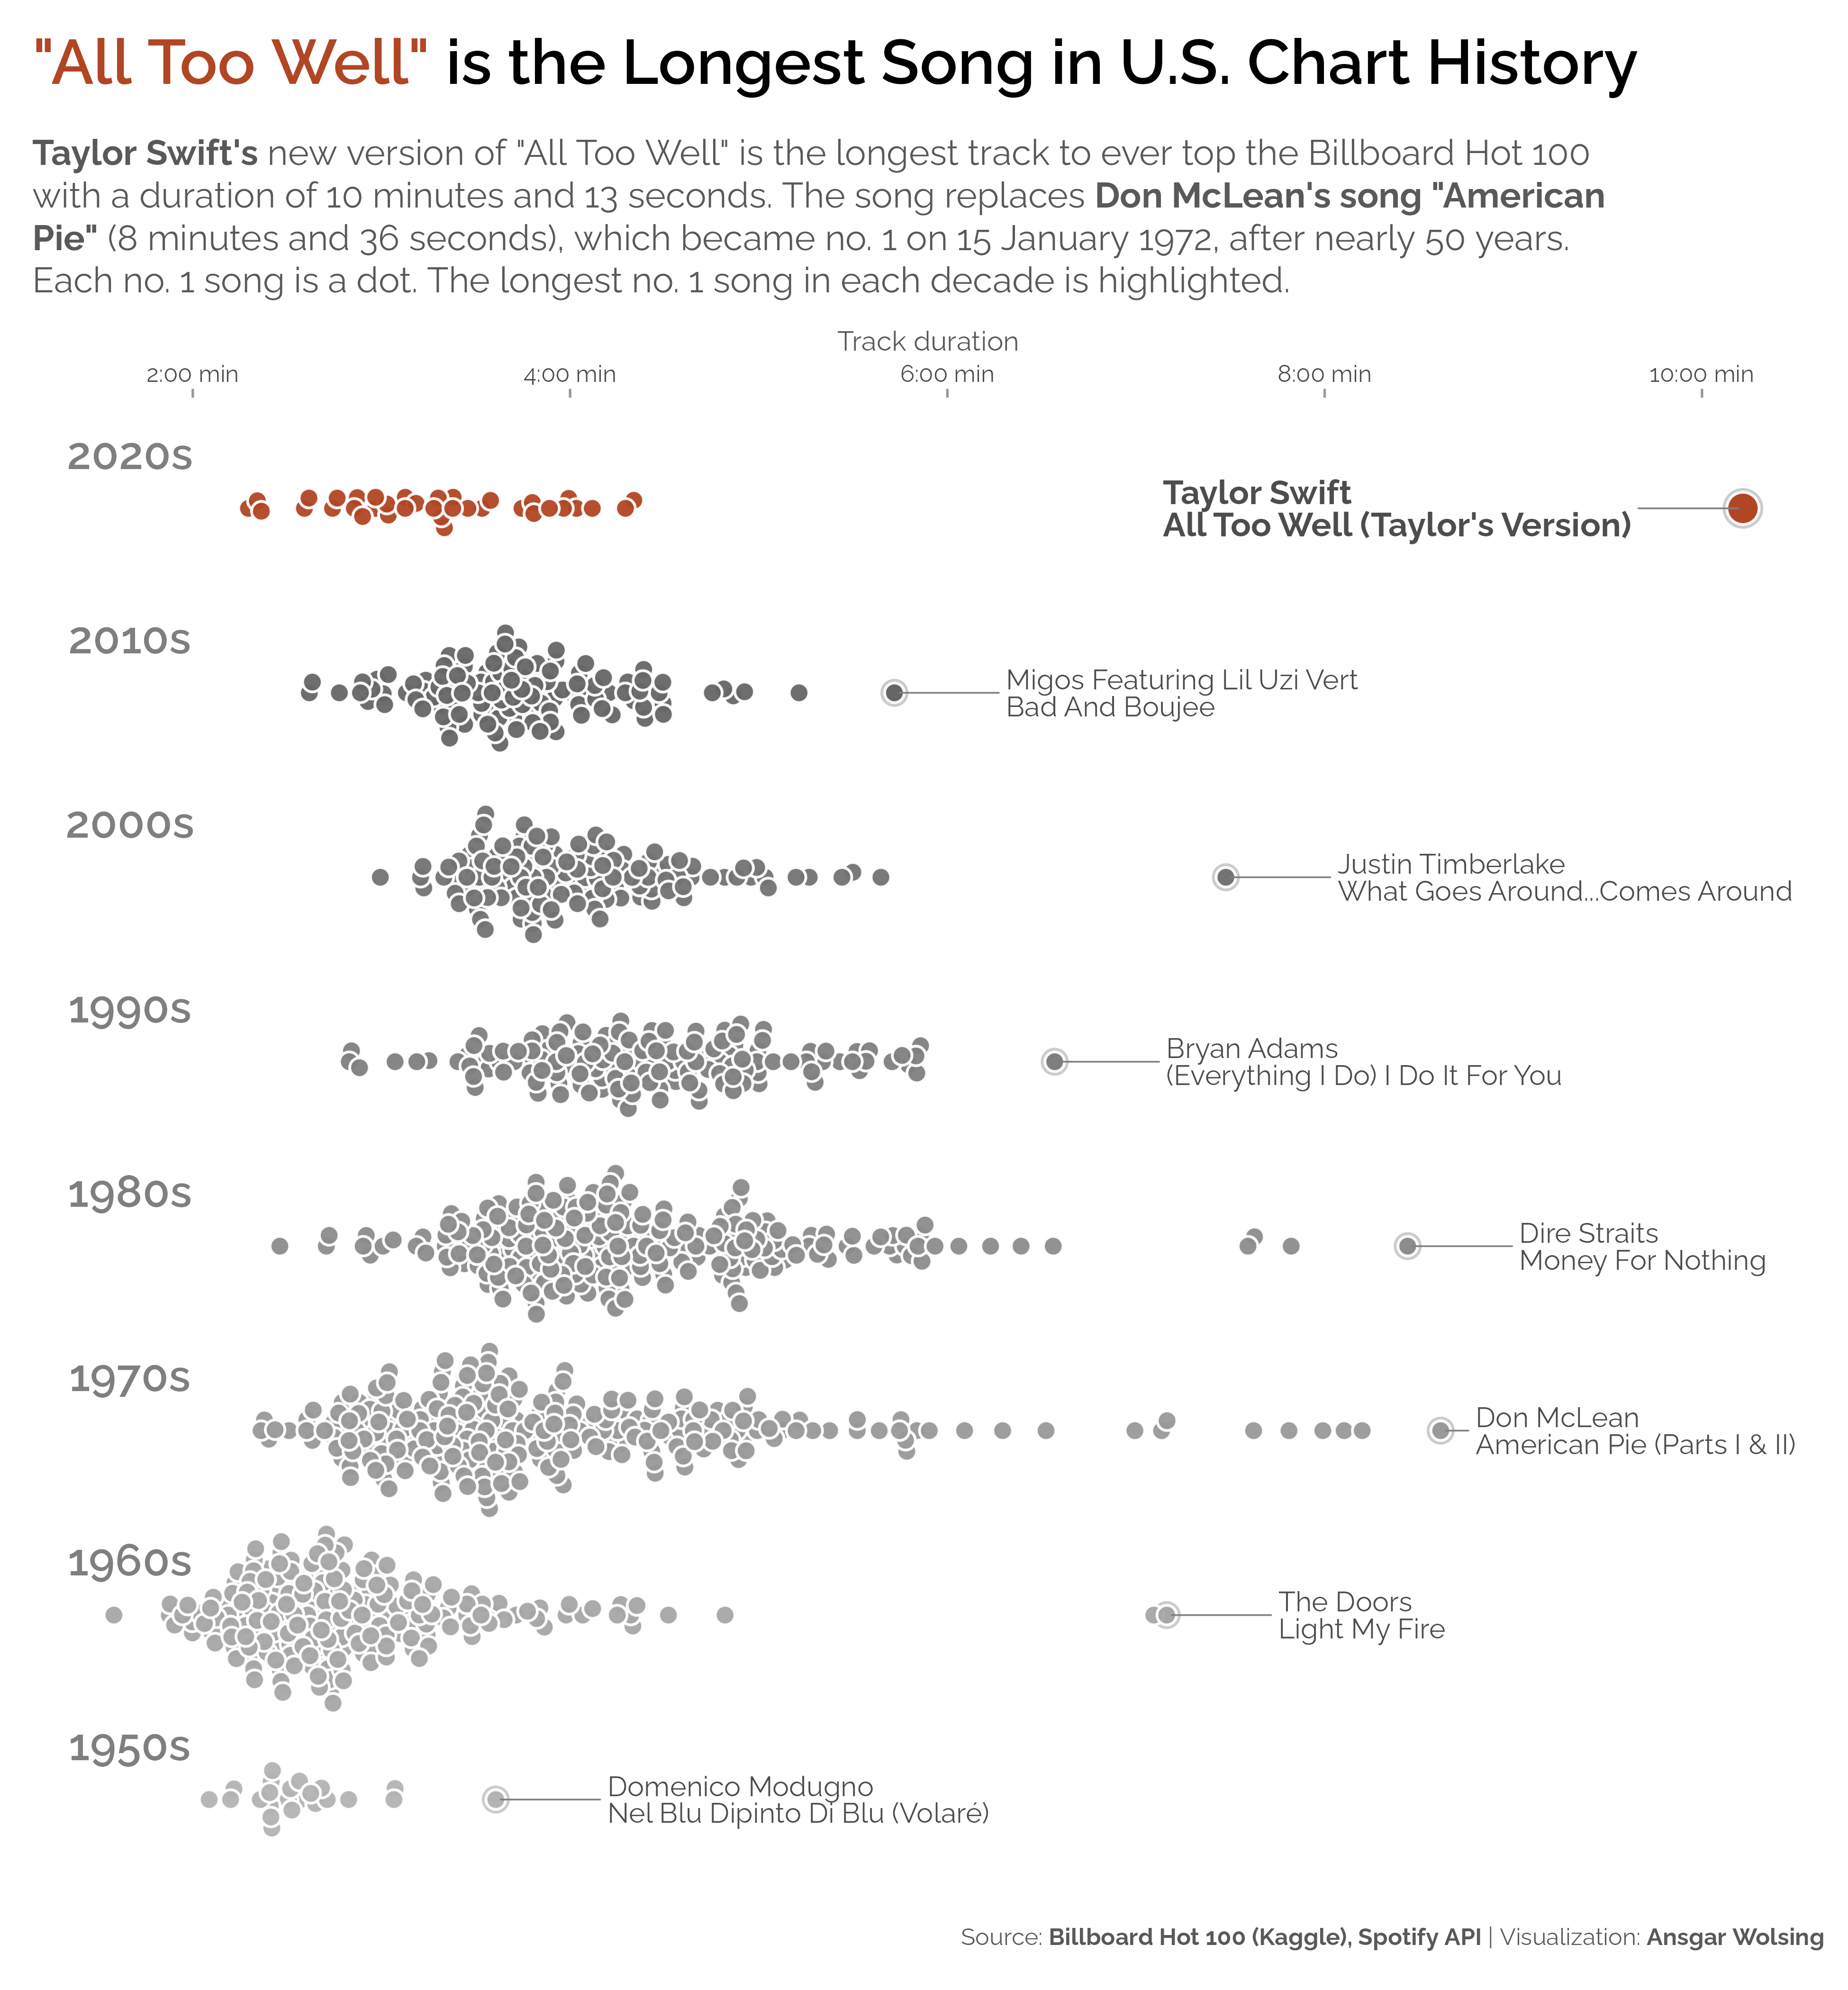 "All Too Well" is the Longest Song in U.S. Chart History
Taylor Swift's new version of "All Too Well" is the longest track to ever top the Billboard Hot 100
with a duration of 10 minutes and 13 seconds. The song replaces Don McLean's song "American
Pie" (8 minutes and 36 seconds), which became no. 1 on 15 January 1972, after nearly 50 years.
Each no. 1 song is a dot. The longest no. 1 song in each decade is highlighted.
Track duration
2:00 min 4:00 min 6:00 min 8:00 min 10:00 min
2020s
Taylor Swift
All Too Well (Taylor's Version)
2010s
Migos Featuring Lil Uzi Vert
Bad And Boujee
2000s
Justin Timberlake
What Goes Around...Comes Around
1990s
Bryan Adams
(Everything I Do) I Do It For You
1980s
Dire Straits
Money For Nothing
1970s
Don McLean
American Pie (Parts I & II)
1960s
The Doors
Light My Fire
1950s
Domenico Modugno
Nel Blu Dipinto Di Blu (Volaré)
Source: Billboard Hot 100 (Kaggle), Spotify API | Visualization: Ansgar Wolsing